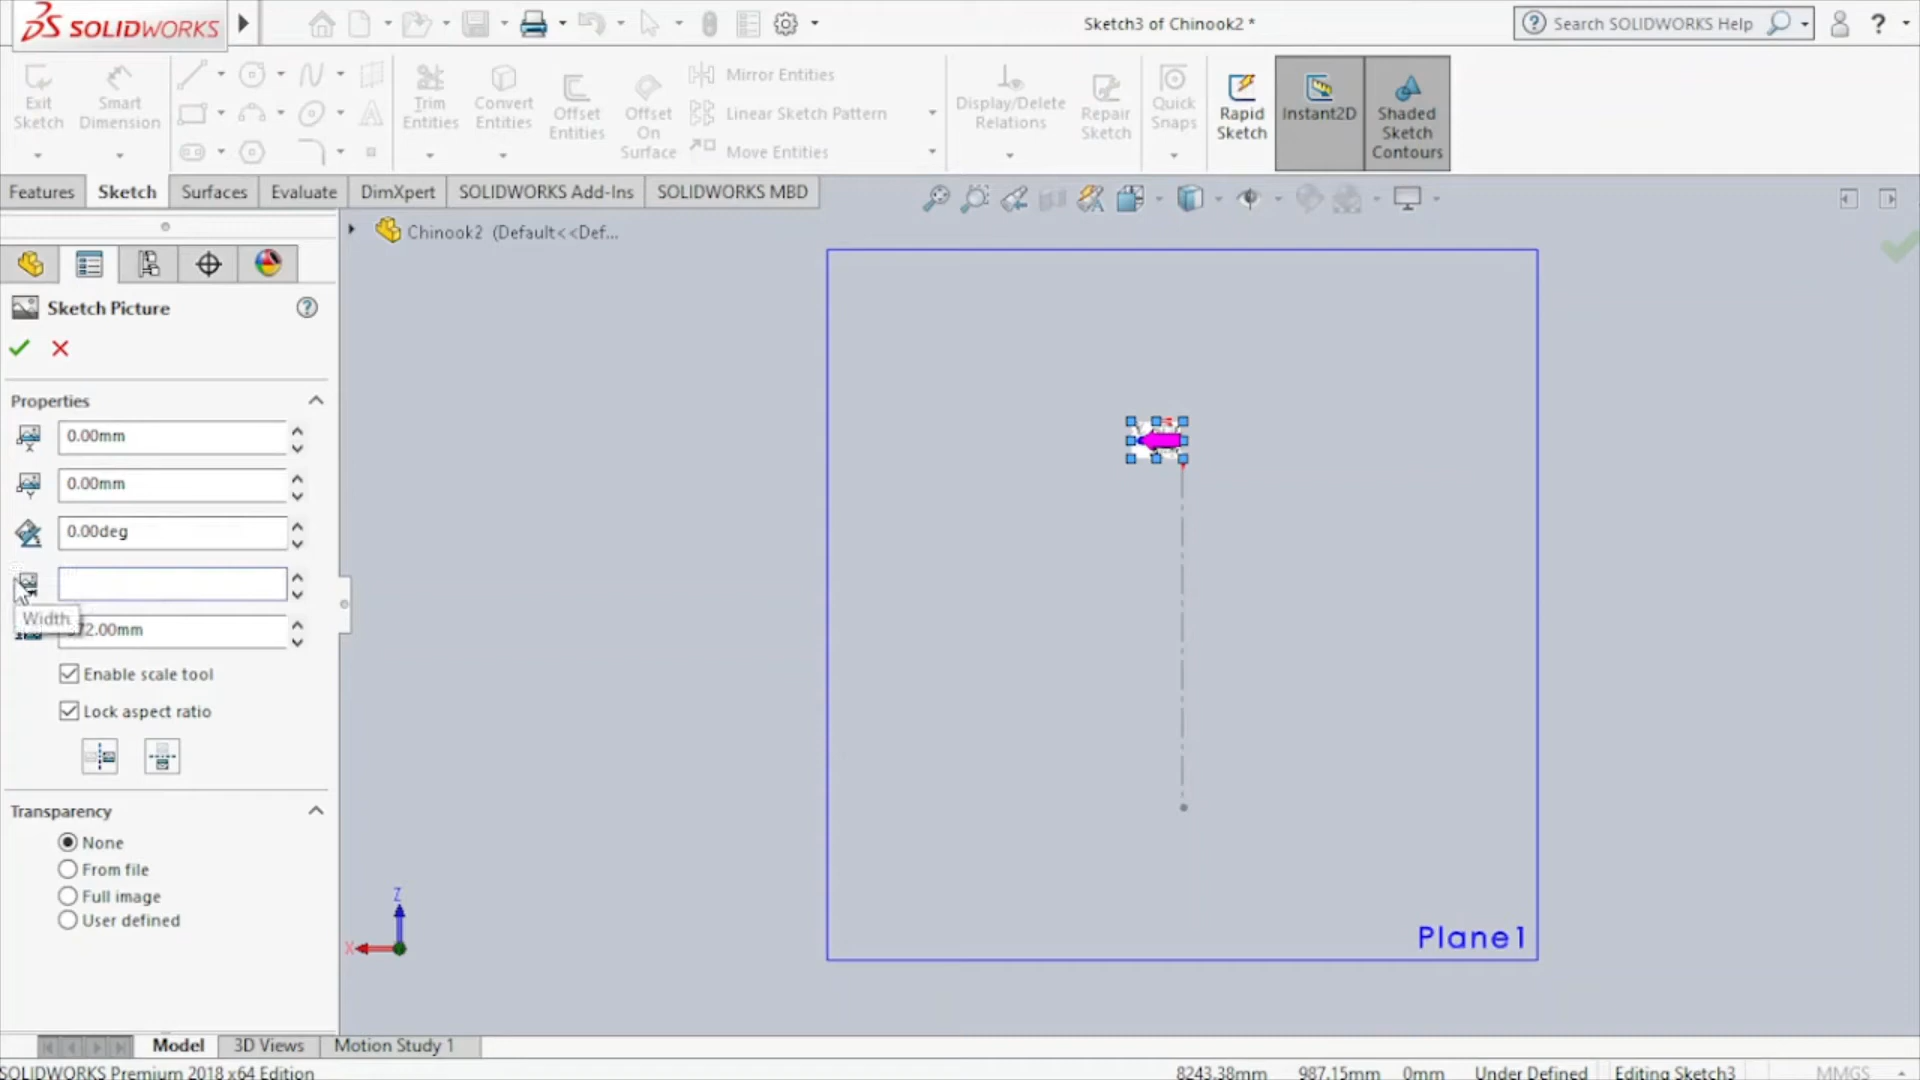 SOLIDWORKS
Sketch3 of Chinook2 *
Search SOLIDWORKS Help
?
Exit Sketch
Smart Dimension
Trim Entities
Convert Entities
Offset Entities
Offset On Surface
Mirror Entities
Linear Sketch Pattern
Move Entities
Display/Delete Relations
Repair Sketch
Quick Snaps
Rapid Sketch
Instant2D
Shaded Sketch Contours
Features
Sketch
Surfaces
Evaluate
DimXpert
SOLIDWORKS Add-Ins
SOLIDWORKS MBD
Chinook2 (Default<<Def...
Sketch Picture
?
Properties
0.00mm
0.00mm
0.00deg
Width
72.00mm
Enable scale tool
Lock aspect ratio
Transparency
None
From file
Full image
User defined
Z
X
Plane1
Model
3D Views
Motion Study 1
SOLIDWORKS Premium 2018 x64 Edition
8243.38mm
987.15mm
0mm
Under Defined
Editing Sketch3
MMGS